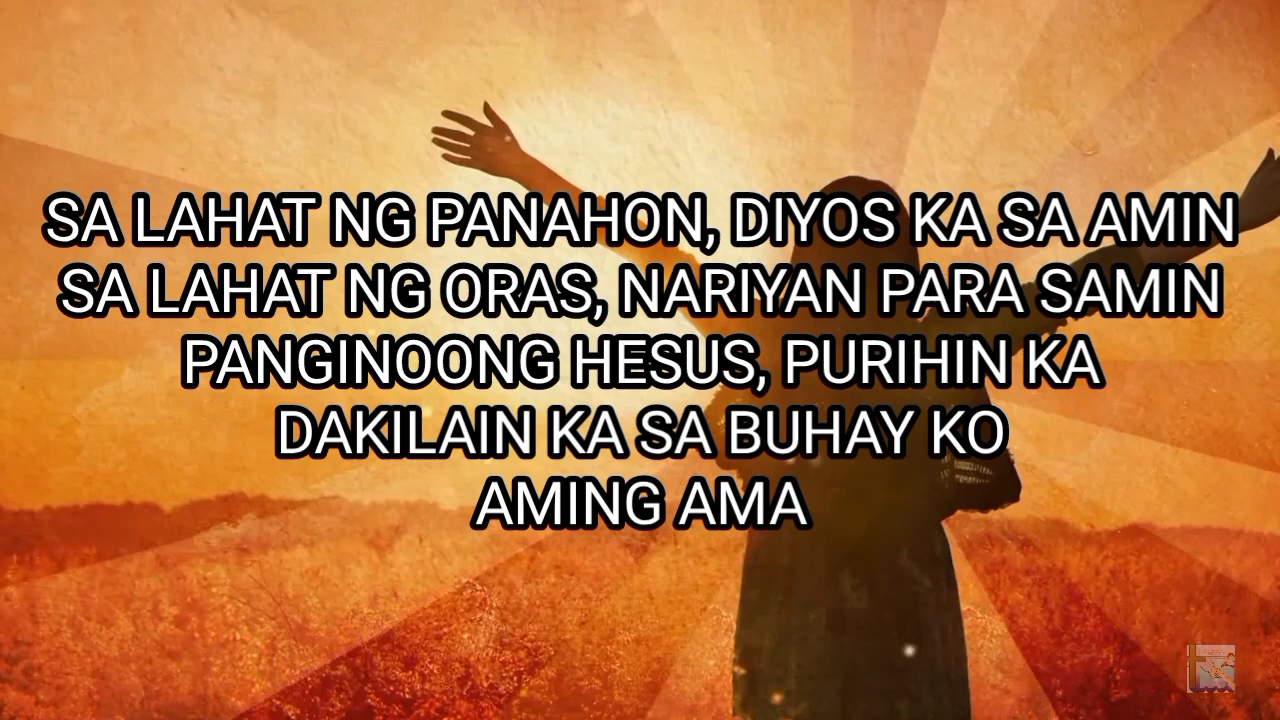 SA LAHAT NG PANAHON, DIYOS KA SA AMIN
SA LAHAT NG ORAS, NARIYAN PARA SAMIN
PANGINOONG HESUS, PURIHIN KA
DAKILAIN KA SA BUHAY KO
AMING AMA